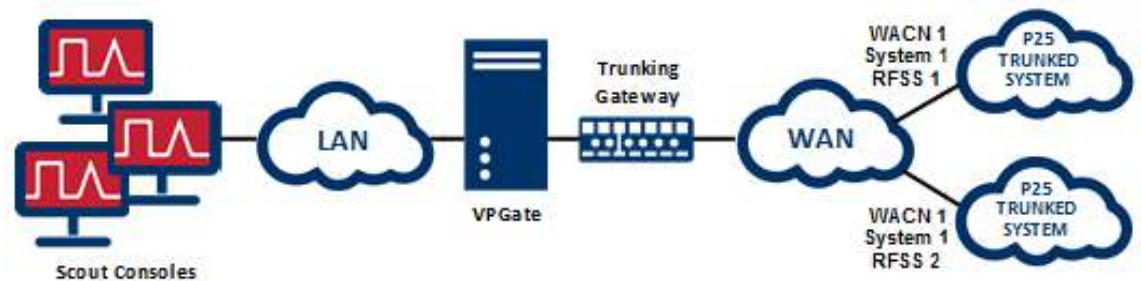 WACN 1
System 1
RFSS 1
P25
TRUNKED
SYSTEM
Trunking
Gateway
LAN
WAN
VPGate
P25
TRUNKED
SYSTEM
WACN 1
System 1
RFSS 2
Scout Consoles